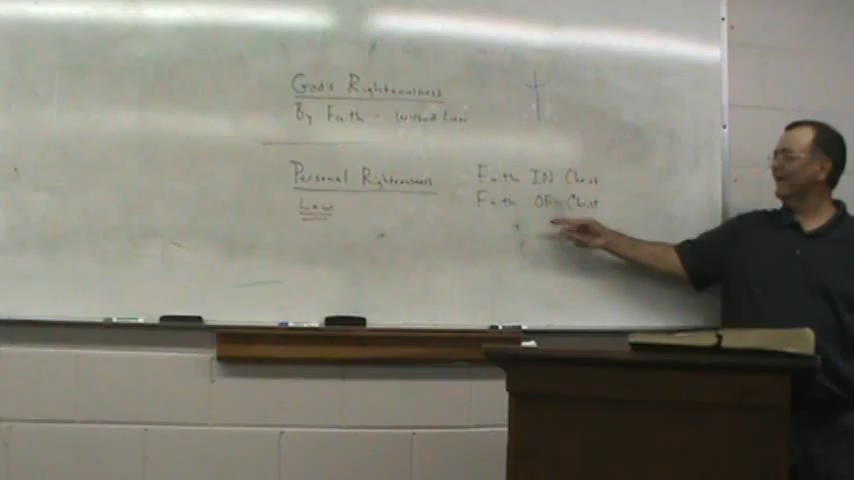 God's Righteousness
By Faith - Without Law
Personal Righteousness
Law
Faith IN Christ
Faith OF Christ